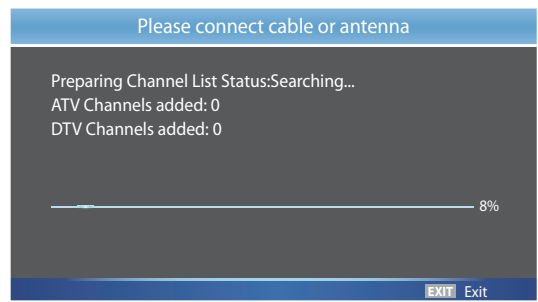 Please connect cable or antenna
Preparing Channel List Status:Searching...
ATV Channels added: 0
DTV Channels added: 0
8%
EXIT Exit